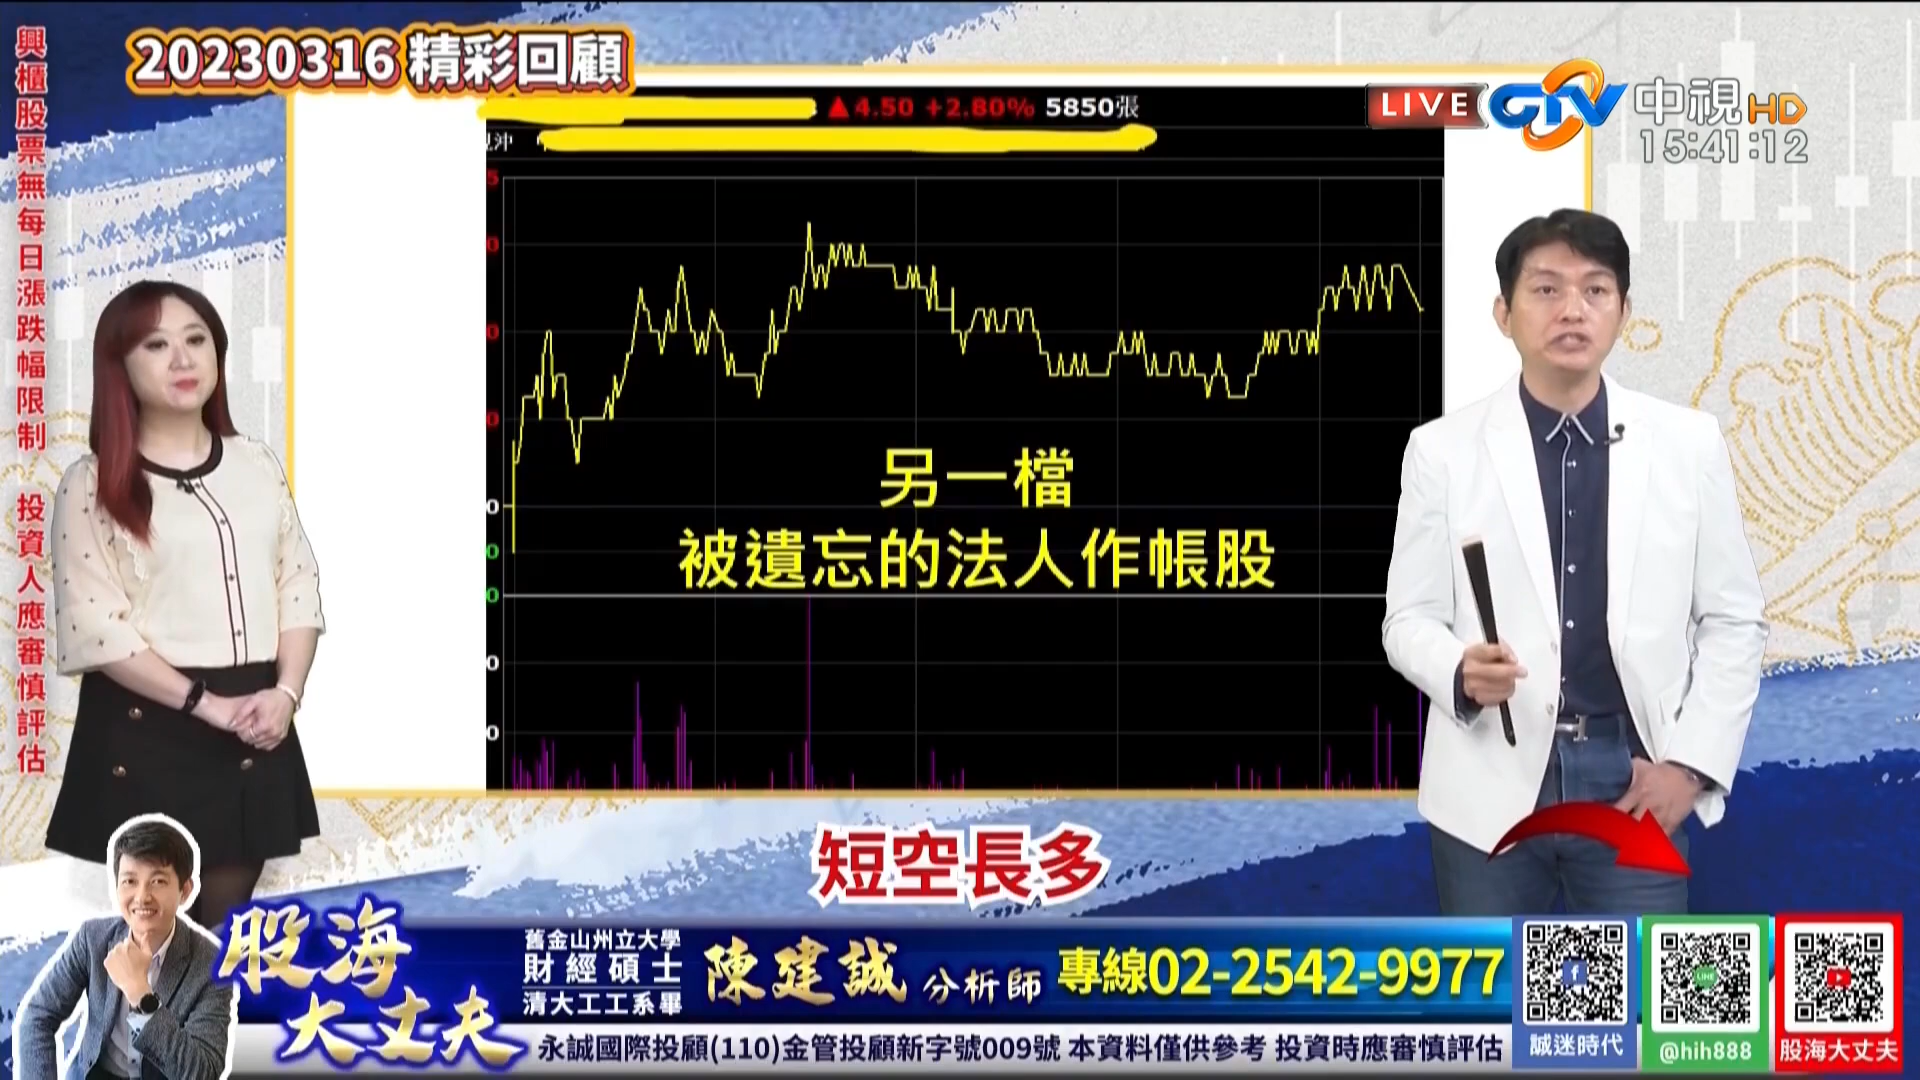 興櫃股票無每日漲跌幅限制 投資人應審慎評估
20230316 精彩回顧
▲4.50 +2.80% 5850張
沖
LIVE CTV 中視HD
15:41:12
另一檔
被遺忘的法人作帳股
短空長多
股海
大丈夫
舊金山州立大學
財經碩士
清大工工系畢
陳建誠 分析師 專線02-2542-9977
永誠國際投顧(110)金管投顧新字號009號 本資料僅供參考 投資時應審慎評估
f
誠迷時代
LINE
@hih888
股海大丈夫